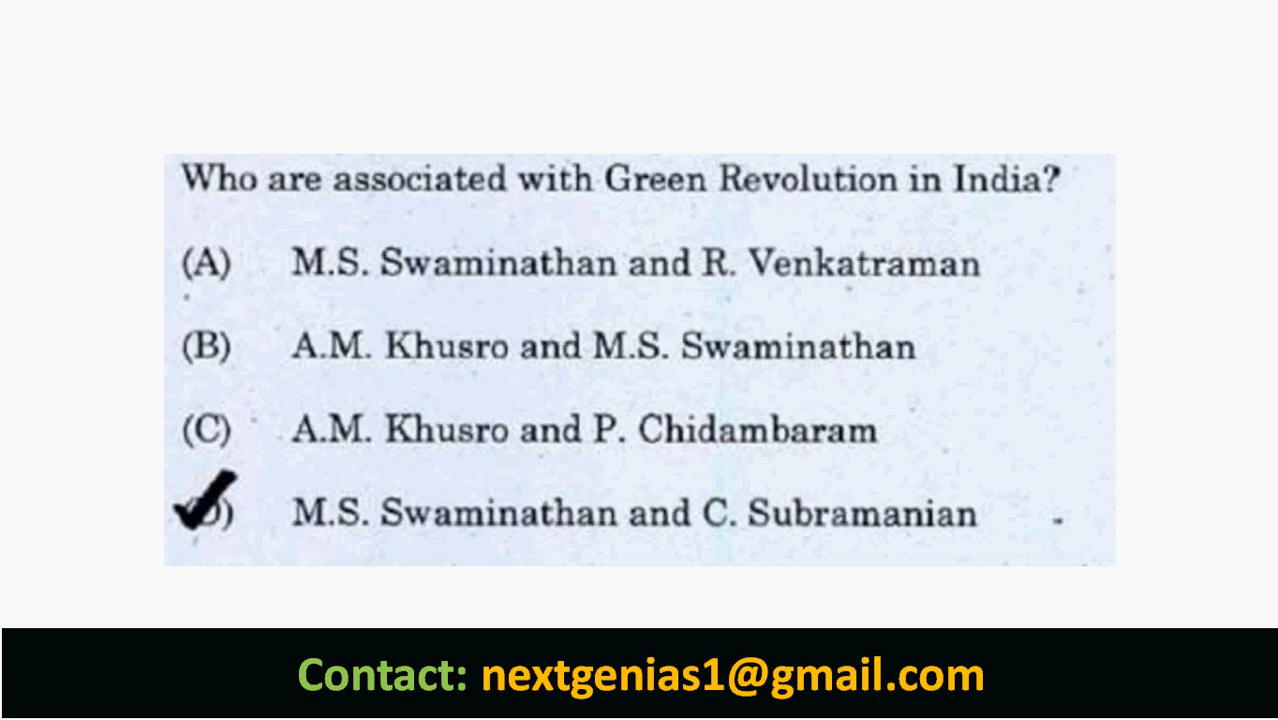 Who are associated with Green Revolution in India?
(A) M.S. Swaminathan and R. Venkatraman
(B) A.M. Khusro and M.S. Swaminathan
(C) A.M. Khusro and P. Chidambaram
(D) M.S. Swaminathan and C. Subramanian
Contact: nextgenias1@gmail.com